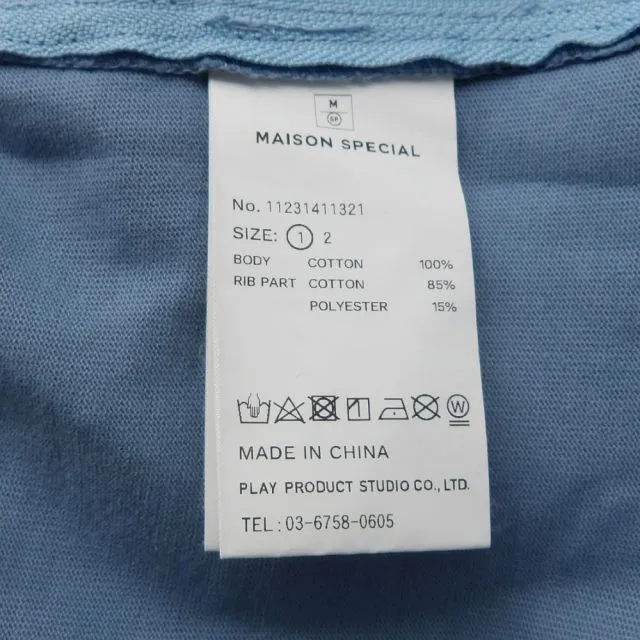 M
SP
MAISON SPECIAL
No. 11231411321
SIZE: 1 2
BODY COTTON 100%
RIB PART COTTON 85%
POLYESTER 15%
W
MADE IN CHINA
PLAY PRODUCT STUDIO CO., LTD.
TEL : 03-6758-0605